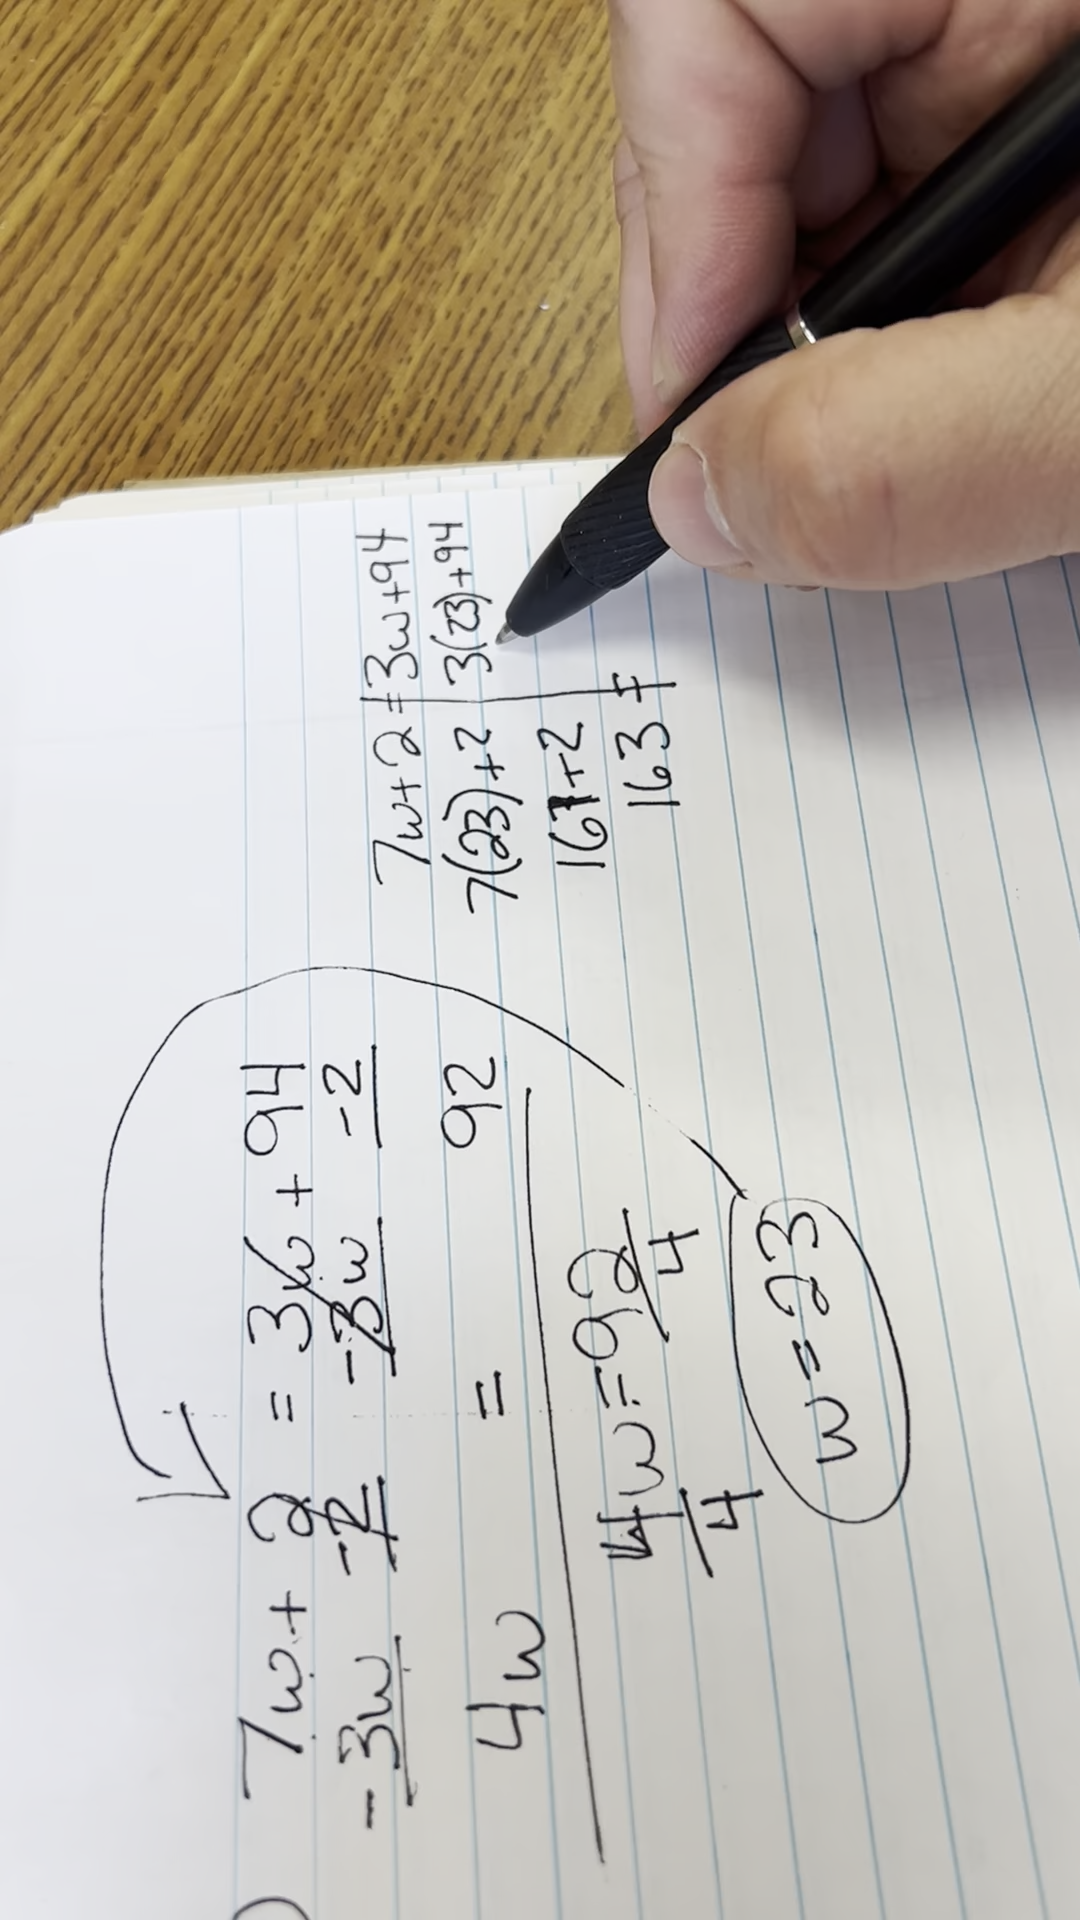 7w + 2 = 3w + 94
-3w -2 -3w -2
4w = 92
4w = 92
4 4
w = 23
7w + 2 = 3w + 94
7(23) + 2 3(23) + 94
161 + 2
163 =